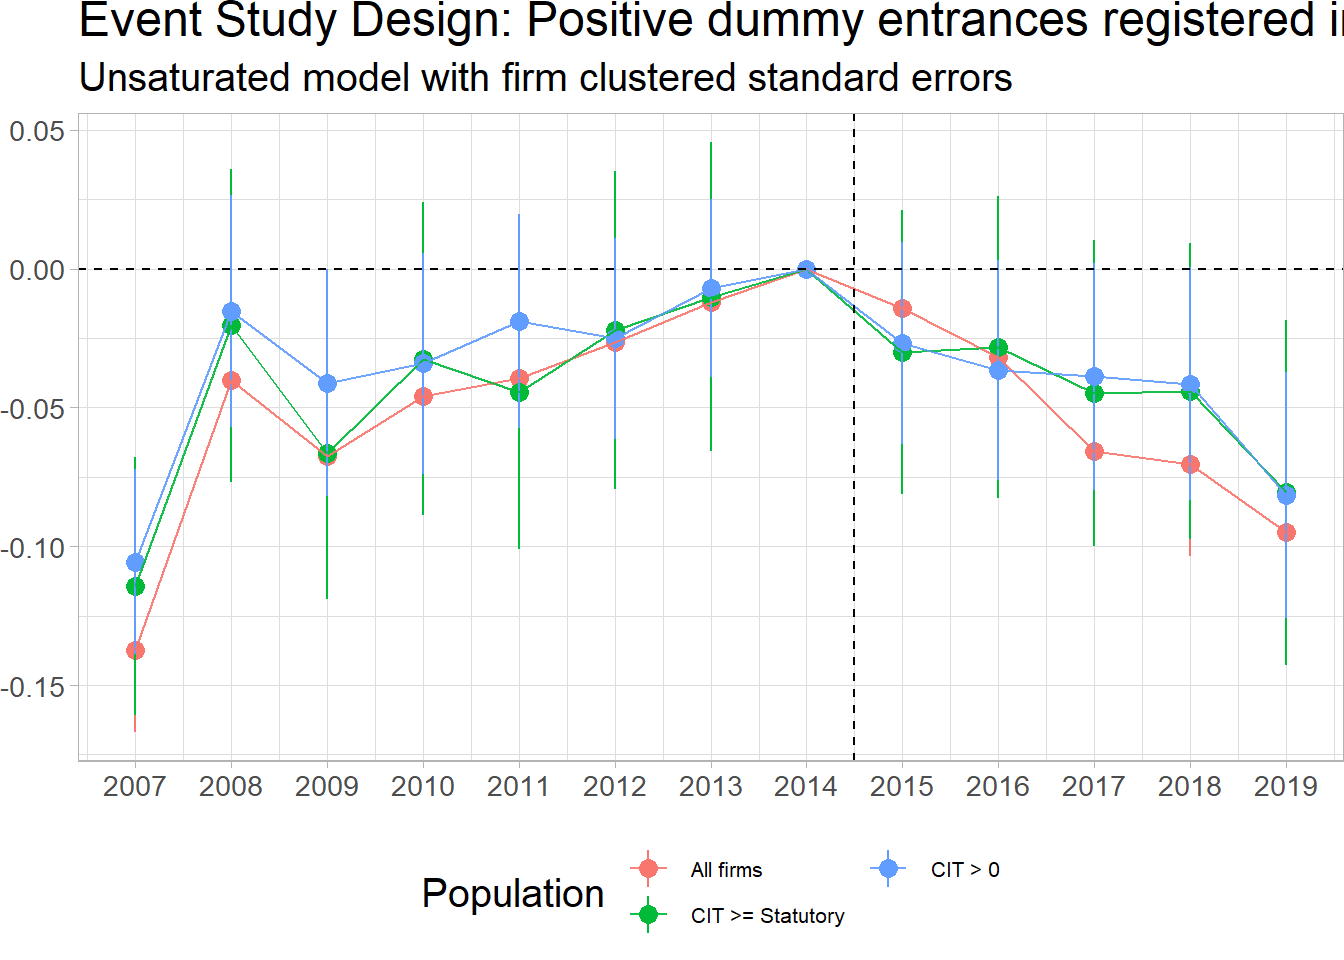 Event Study Design: Positive dummy entrances registered
Unsaturated model with firm clustered standard errors
0.05
0.00
-0.05
-0.10
-0.15
2007 2008 2009 2010 2011 2012 2013 2014 2015 2016 2017 2018 2019
Population
All firms
CIT > 0
CIT >= Statutory